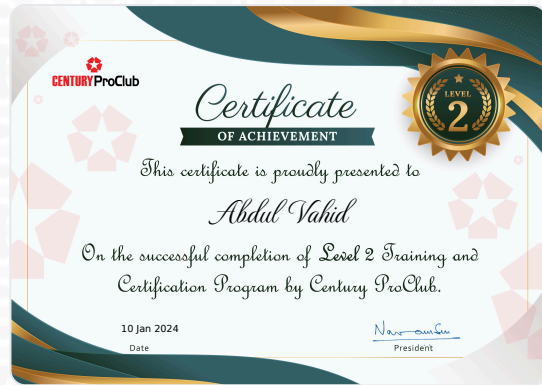 CENTURY ProClub
LEVEL
2
Certificate
OF ACHIEVEMENT
This certificate is proudly presented to
Abdul Vahid
On the successful completion of Level 2 Training and
Certification Program by Century ProClub.
10 Jan 2024
Date
President